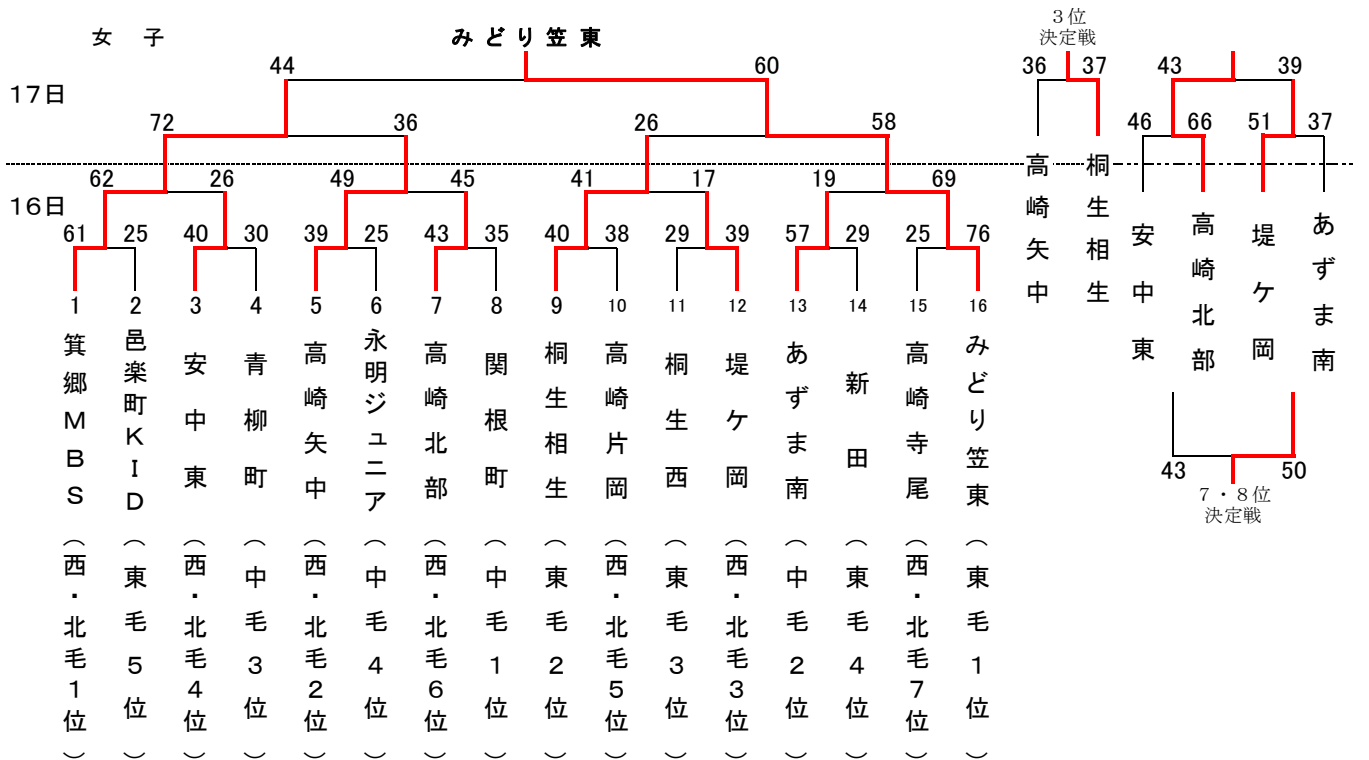 女 子
みどり笠東
3位
決定戦
44 60
36 37
43 39
17日
72 36 26 58
46 66 51 37
62 26 49 45 41 17 19 69
16日
61 25 40 30 39 25 43 35 40 38 29 39 57 29 25 76
1 2 3 4 5 6 7 8 9 10 11 12 13 14 15 16
箕郷MBS(西・北毛1位)
邑楽町KID(東毛5位)
安中東(西・北毛4位)
青柳町(中毛3位)
高崎矢中(西・北毛2位)
永明ジュニア(中毛4位)
高崎北部(西・北毛6位)
関根町(中毛1位)
桐生相生(東毛2位)
高崎片岡(西・北毛5位)
桐生西(東毛3位)
堤ケ岡(西・北毛3位)
あずま南(中毛2位)
新田(東毛4位)
高崎寺尾(西・北毛7位)
みどり笠東(東毛1位)
高崎矢中
桐生相生
安中東
高崎北部
堤ケ岡
あずま南
43 50
7・8位
決定戦